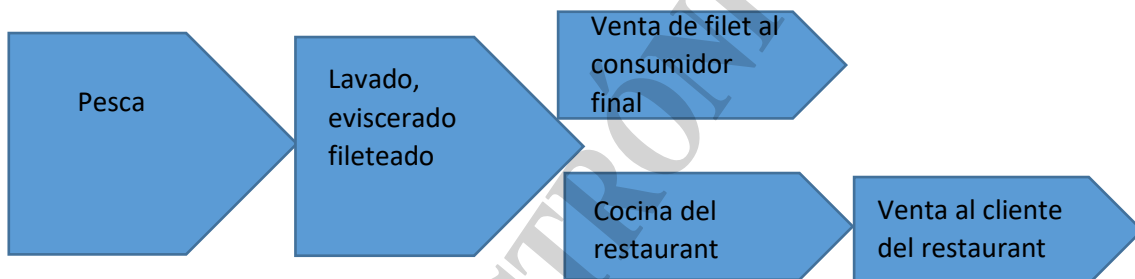 Pesca
Lavado,
eviscerado
fileteado
Venta de filet al
consumidor
final
Cocina del
restaurant
Venta al cliente
del restaurant